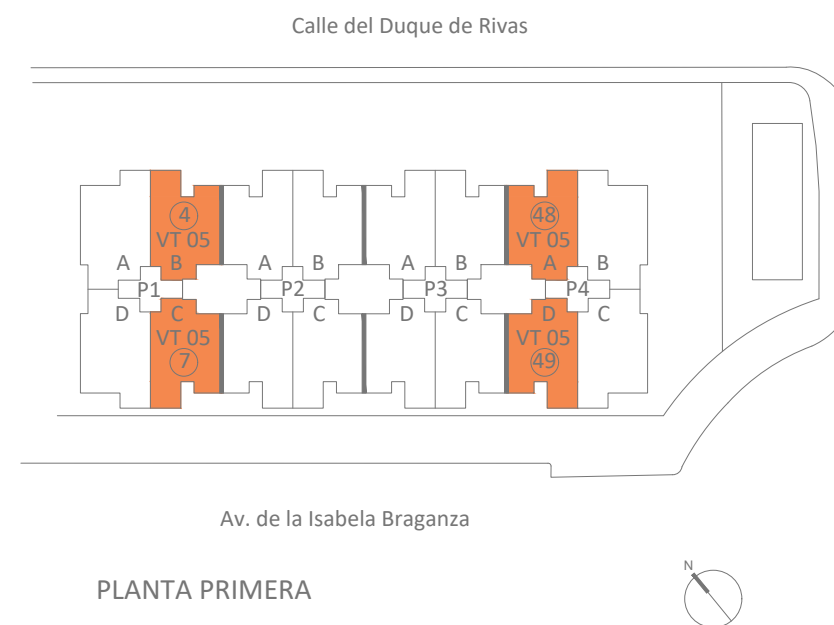 Calle del Duque de Rivas
4 48
VT 05 VT 05
A B A B A B A B
P1 P2 P3 P4
D C D C D C D C
VT 05 VT 05
7 49
Av. de la Isabela Braganza
PLANTA PRIMERA
N